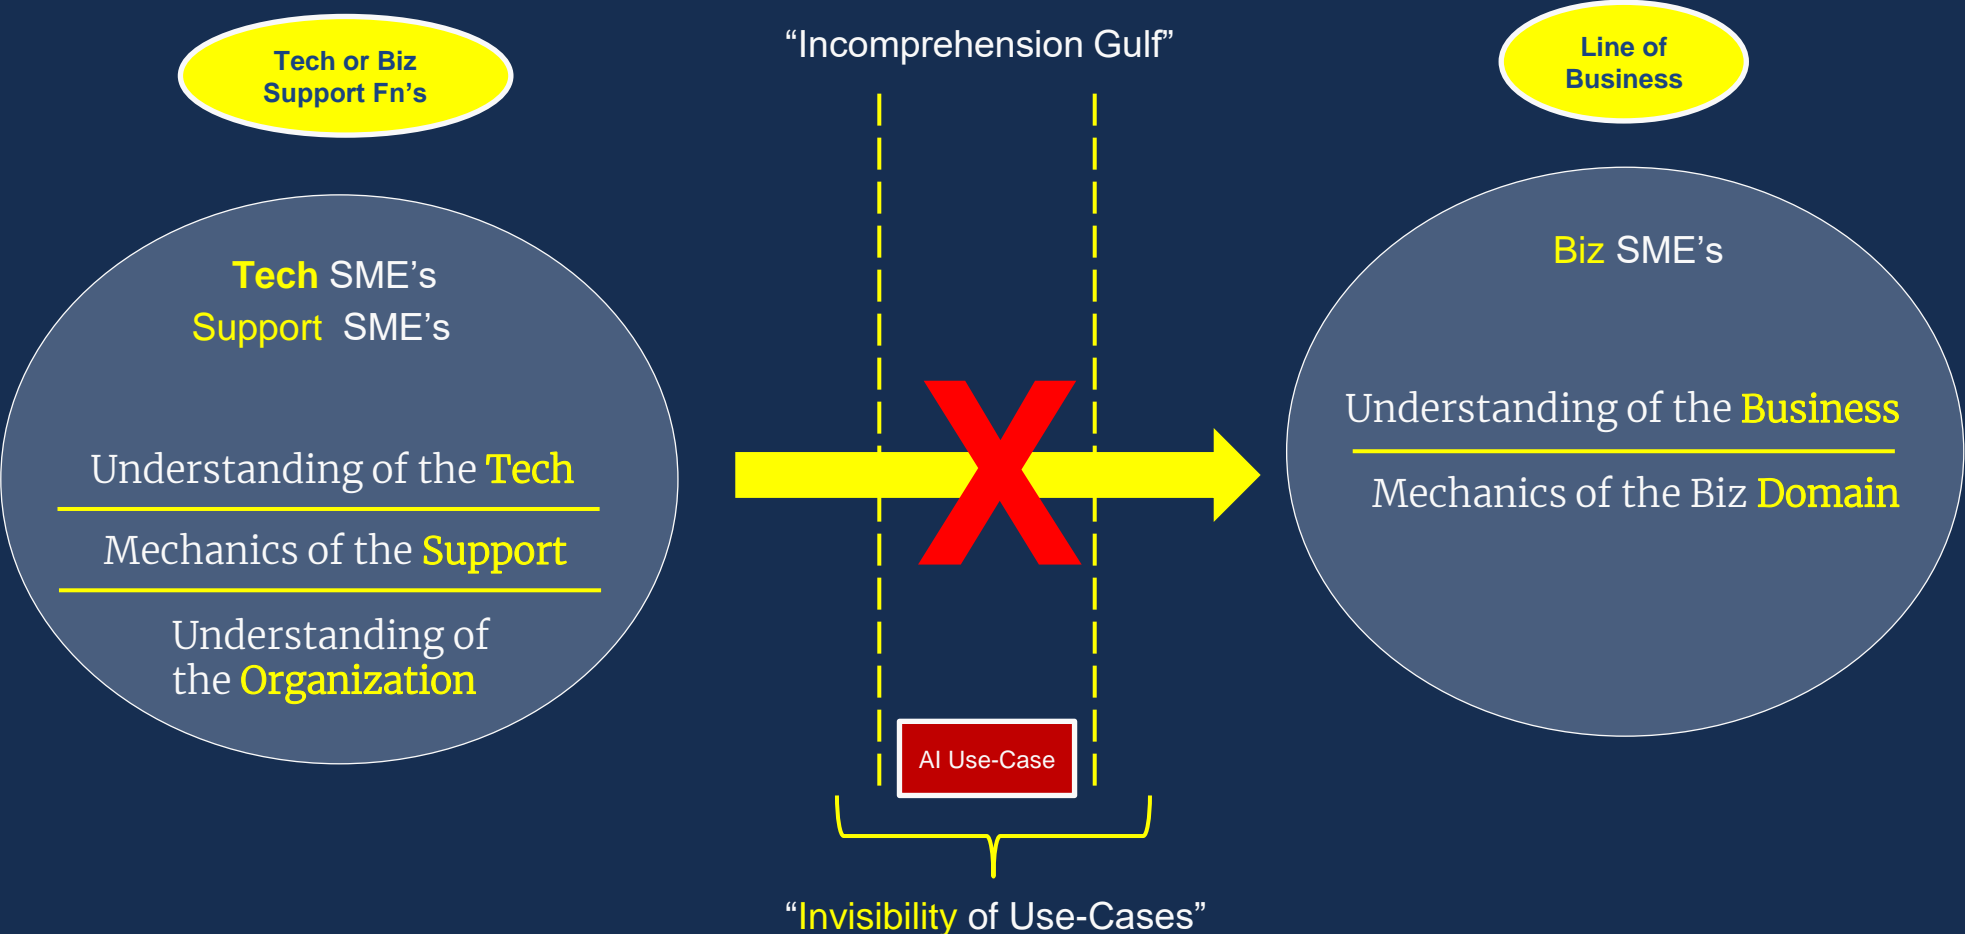 Tech or Biz
Support Fn’s
“Incomprehension Gulf”
Line of
Business
Tech SME’s
Support SME’s
Understanding of the Tech
Mechanics of the Support
Understanding of
the Organization
X
AI Use-Case
“Invisibility of Use-Cases”
Biz SME’s
Understanding of the Business
Mechanics of the Biz Domain